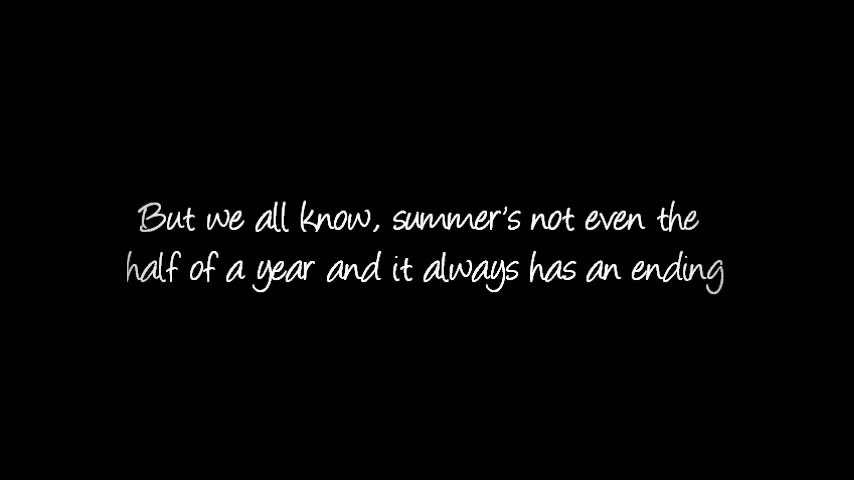 But we all know, summer's not even the
half of a year and it always has an ending